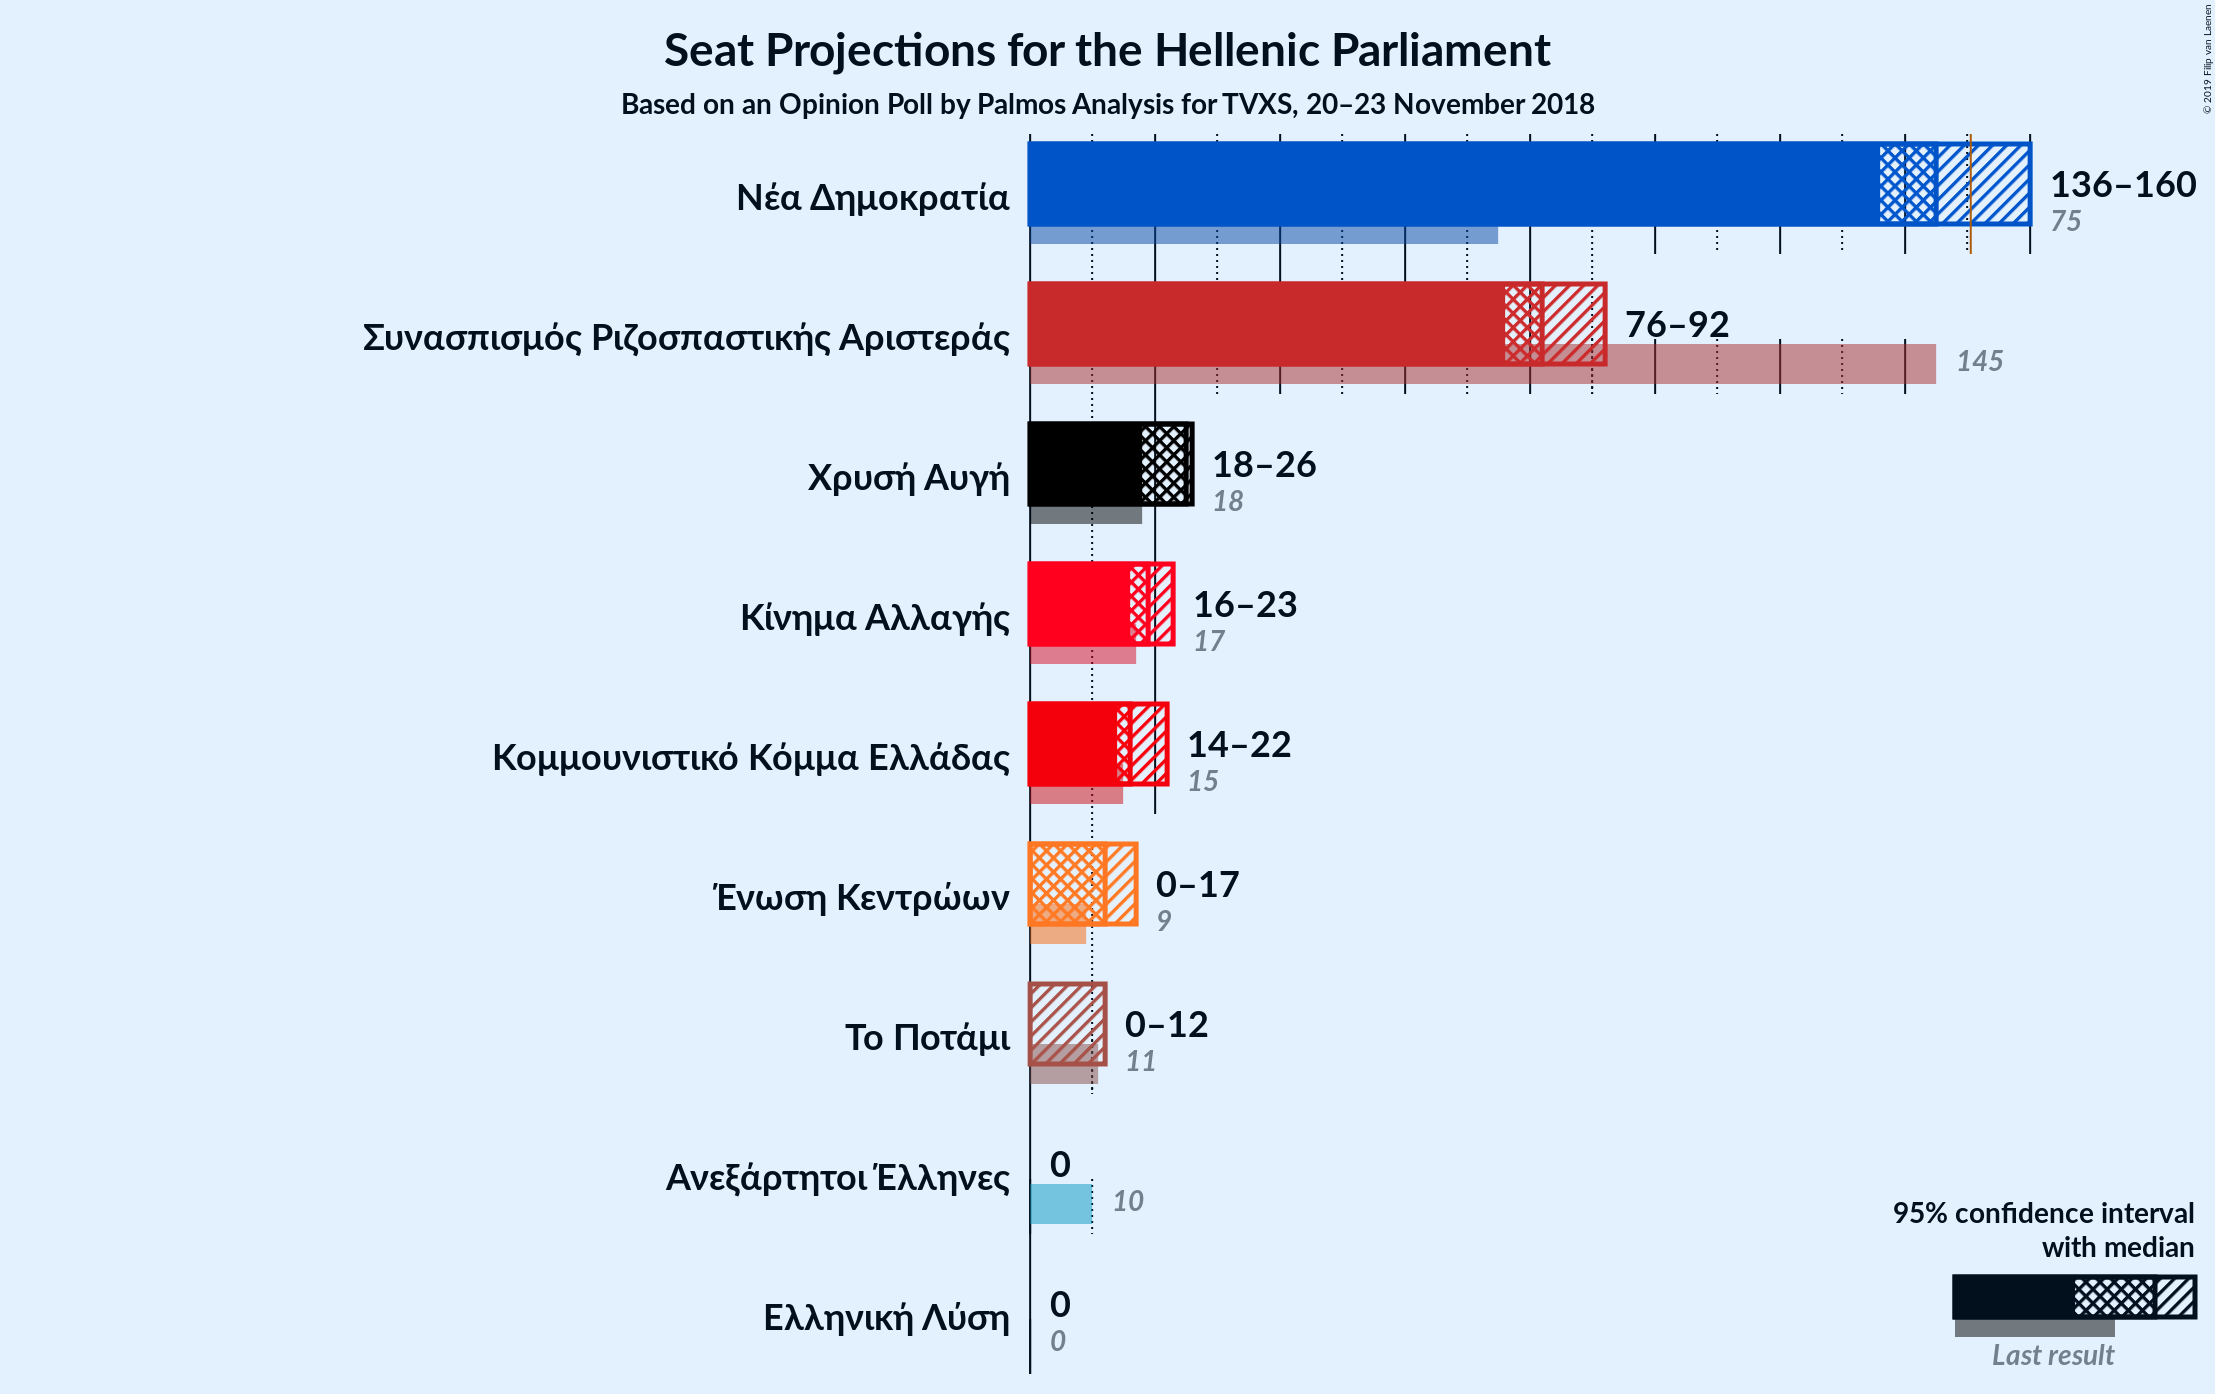 Seat Projections for the Hellenic Parliament
Based on an Opinion Poll by Palmos Analysis for TVXS, 20–23 November 2018
© 2019 Filip van Laenen
Νέα Δημοκρατία
136–160
75
Συνασπισμός Ριζοσπαστικής Αριστεράς
76–92
145
Χρυσή Αυγή
18–26
18
Κίνημα Αλλαγής
16–23
17
Κομμουνιστικό Κόμμα Ελλάδας
14–22
15
Ένωση Κεντρώων
0–17
9
Το Ποτάμι
0–12
11
Ανεξάρτητοι Έλληνες
0
10
Ελληνική Λύση
0
0
95% confidence interval
with median
Last result